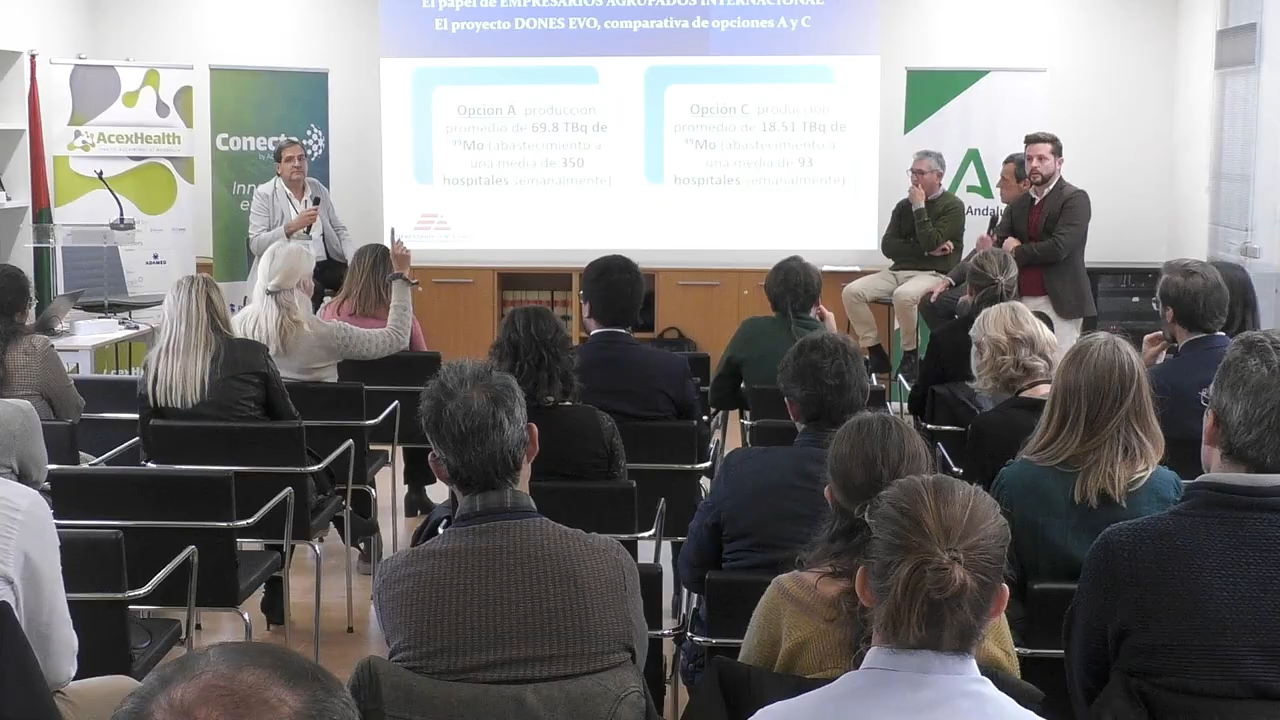 El papel de EMPRESARIOS AGRUPADOS INTERNACIONAL
El proyecto DONES EVO, comparativa de opciones A y C
Opción A: producción
promedio de 69.8 TBq de
⁹⁹Mo (abastecimiento a
una media de 350
hospitales semanalmente)
Opción C: producción
promedio de 18.51 TBq de
⁹⁹Mo (abastecimiento a
una media de 93
hospitales semanalmente)
AcexHealth
Conecta
Inn
e
A
Andalu
ADAMED